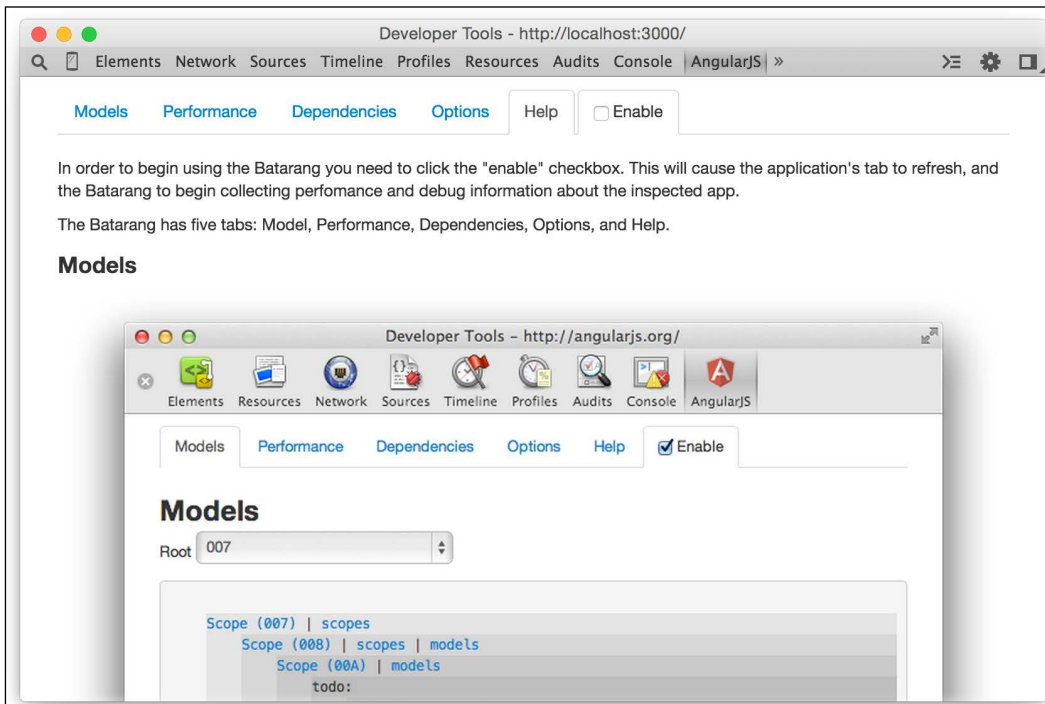 Developer Tools - http://localhost:3000/
Elements Network Sources Timeline Profiles Resources Audits Console AngularJS »
Models Performance Dependencies Options Help Enable
In order to begin using the Batarang you need to click the "enable" checkbox. This will cause the application's tab to refresh, and
the Batarang to begin collecting perfomance and debug information about the inspected app.
The Batarang has five tabs: Model, Performance, Dependencies, Options, and Help.
Models
Developer Tools - http://angularjs.org/
Elements Resources Network Sources Timeline Profiles Audits Console AngularJS
Models Performance Dependencies Options Help Enable
Models
Root 007
Scope (007) | scopes
Scope (008) | scopes | models
Scope (00A) | models
todo: